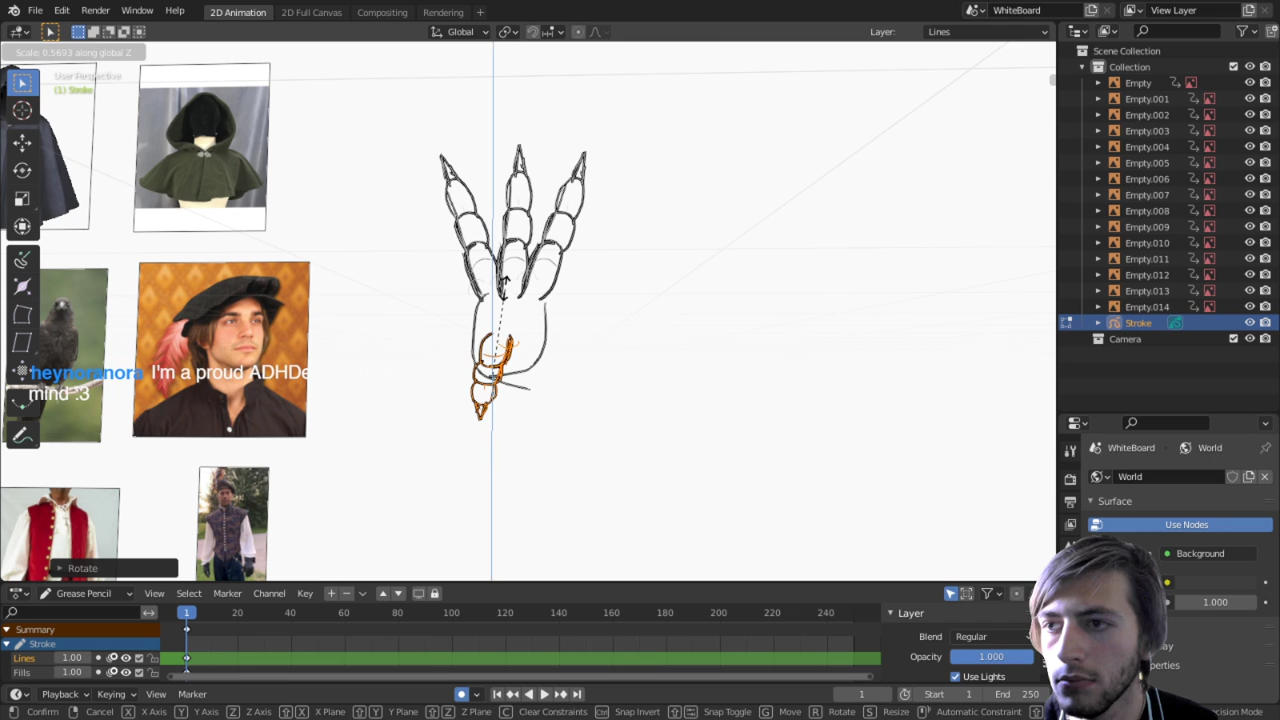 File Edit Render Window Help 2D Animation 2D Full Canvas Compositing Rendering + WhiteBoard View Layer
Global Layer: Lines
Scale: 0.5693 along global Z
User Perspective
(1) Stroke
Scene Collection
Collection
Empty
Empty.001
Empty.002
Empty.003
Empty.004
Empty.005
Empty.006
Empty.007
Empty.008
Empty.009
Empty.010
Empty.011
Empty.012
Empty.013
Empty.014
Stroke
Camera
heynoranora I'm a proud ADHDe
mind :3
WhiteBoard World
World
Surface
Use Nodes
Background
1.000
Rotate
Grease Pencil View Select Marker Channel Key
1 20 40 60 80 100 120 140 160 180 200 220 240
Summary
Stroke
Lines 1.00
Fills 1.00
Layer
Blend Regular
Opacity 1.000
Use Lights
Playback Keying View Marker 1 Start 1 End 250
Confirm Cancel X X Axis Y Y Axis Z Z Axis X X Plane Y Y Plane Z Z Plane C Clear Constraints Ctrl Snap Invert Snap Toggle G Move R Rotate S Resize Automatic Constraint